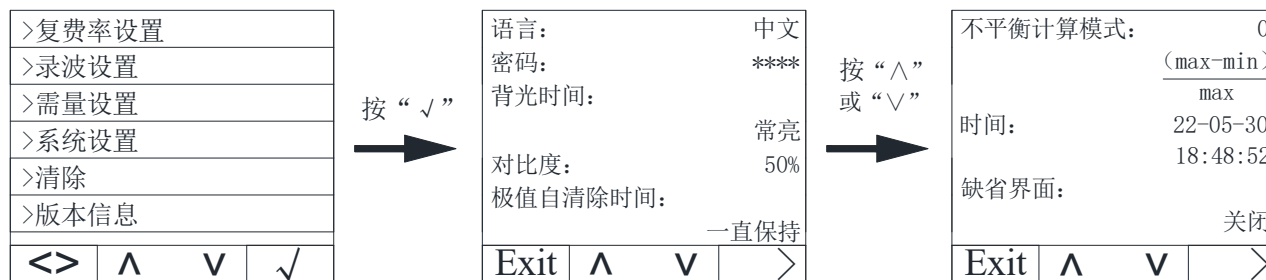 >复费率设置
>录波设置
>需量设置
>系统设置
>清除
>版本信息
<> ∧ ∨ √
按“√”
语言： 中文
密码： ****
背光时间：
常亮
对比度： 50%
极值自清除时间：
一直保持
Exit ∧ ∨ >
按“∧”
或“∨”
不平衡计算模式： 0
(max-min)
max
时间： 22-05-30
18:48:52
缺省界面：
关闭
Exit ∧ ∨ >